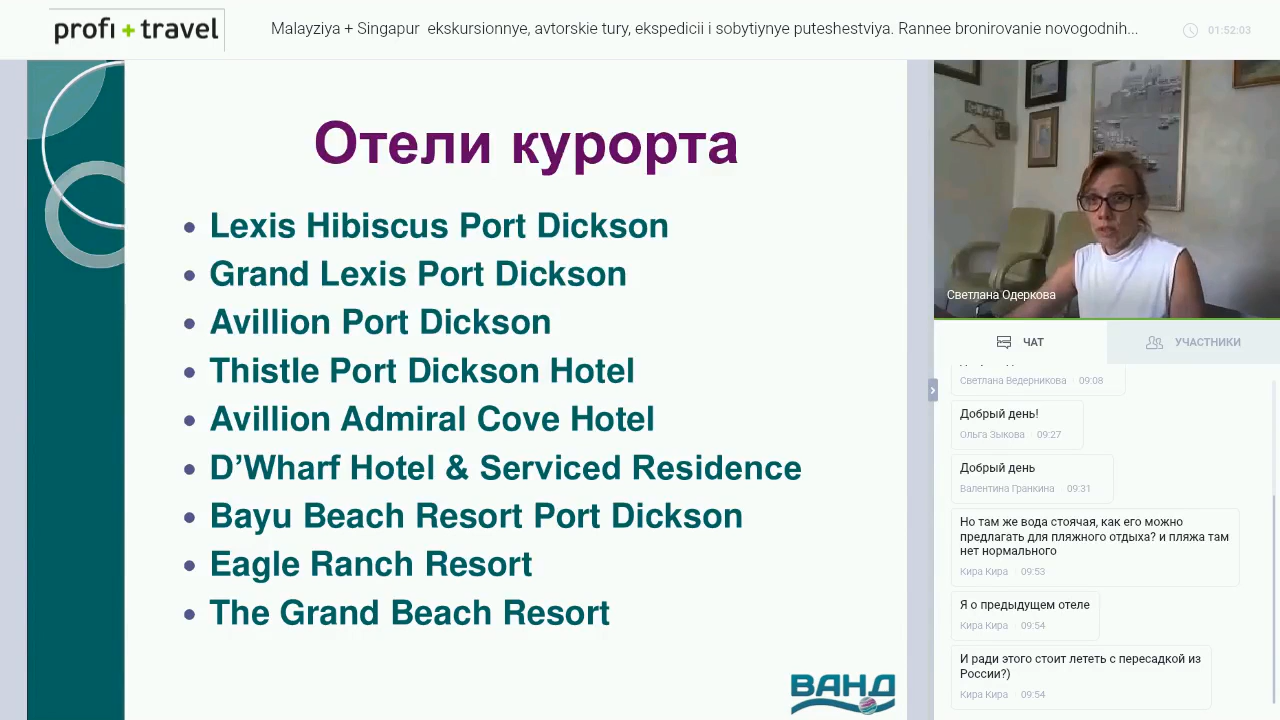 profi + travel
Malayziya + Singapur ekskursionnye, avtorskie tury, ekspedicii i sobytiynye puteshestviya. Rannee bronirovanie novogodnih...
01:52:03
Отели курорта
• Lexis Hibiscus Port Dickson
• Grand Lexis Port Dickson
• Avillion Port Dickson
• Thistle Port Dickson Hotel
• Avillion Admiral Cove Hotel
• D’Wharf Hotel & Serviced Residence
• Bayu Beach Resort Port Dickson
• Eagle Ranch Resort
• The Grand Beach Resort
ВАНД
Светлана Одеркова
ЧАТ
УЧАСТНИКИ
Светлана Ведерникова · 09:08
Добрый день!
Ольга Зыкова · 09:27
Добрый день
Валентина Гранкина · 09:31
Но там же вода стоячая, как его можно
предлагать для пляжного отдыха? и пляжа там
нет нормального
Кира Кира · 09:53
Я о предыдущем отеле
Кира Кира · 09:54
И ради этого стоит лететь с пересадкой из
России?)
Кира Кира · 09:54